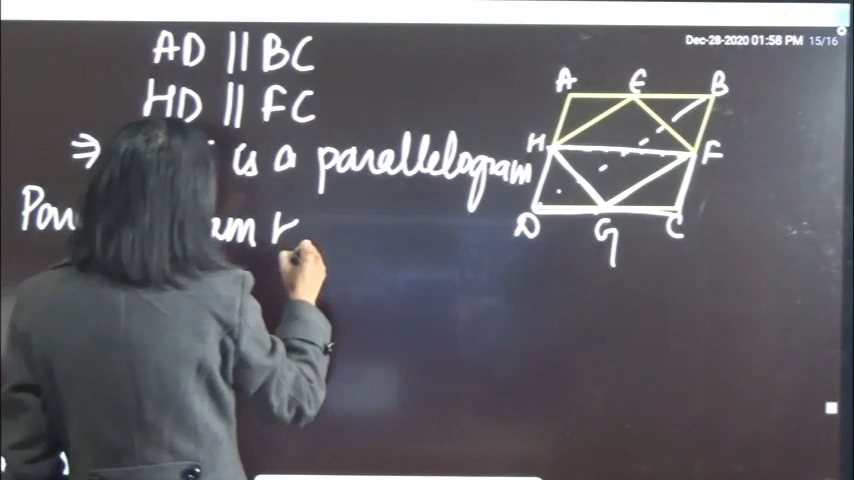 Dec-28-2020 01:58 PM 15/16
AD || BC
HD || FC
⇒ is a parallelogram
A E B
H F
D G C